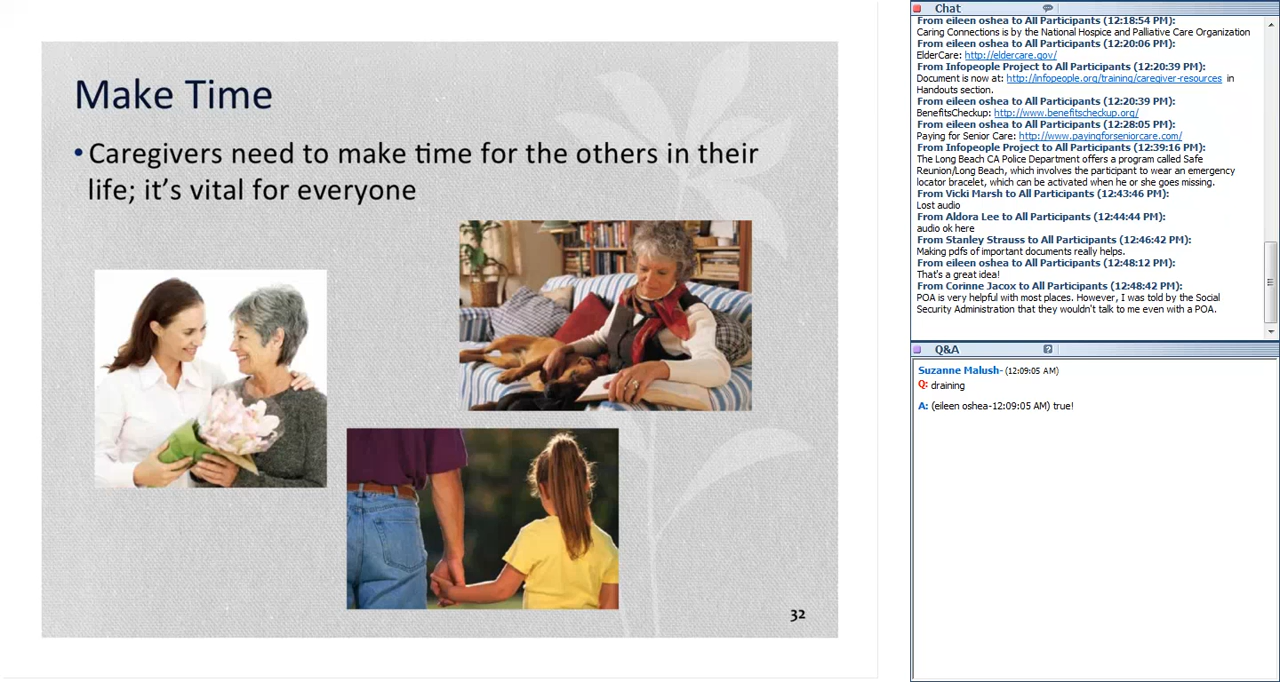 Make Time
• Caregivers need to make time for the others in their
life; it's vital for everyone
32
Chat
From eileen oshea to All Participants (12:18:54 PM):
Caring Connections is by the National Hospice and Palliative Care Organization
From eileen oshea to All Participants (12:20:06 PM):
ElderCare: http://eldercare.gov/
From Infopeople Project to All Participants (12:20:39 PM):
Document is now at: http://infopeople.org/training/caregiver-resources in
Handouts section.
From eileen oshea to All Participants (12:20:39 PM):
BenefitsCheckup: http://www.benefitscheckup.org/
From eileen oshea to All Participants (12:28:05 PM):
Paying for Senior Care: http://www.payingforseniorcare.com/
From Infopeople Project to All Participants (12:39:16 PM):
The Long Beach CA Police Department offers a program called Safe
Reunion/Long Beach, which involves the participant to wear an emergency
locator bracelet, which can be activated when he or she goes missing.
From Vicki Marsh to All Participants (12:43:46 PM):
Lost audio
From Aldora Lee to All Participants (12:44:44 PM):
audio ok here
From Stanley Strauss to All Participants (12:46:42 PM):
Making pdfs of important documents really helps.
From eileen oshea to All Participants (12:48:12 PM):
That's a great idea!
From Corinne Jacox to All Participants (12:48:42 PM):
POA is very helpful with most places. However, I was told by the Social
Security Administration that they wouldn't talk to me even with a POA.
Q&A
Suzanne Malush- (12:09:05 AM)
Q: draining
A: (eileen oshea-12:09:05 AM) true!